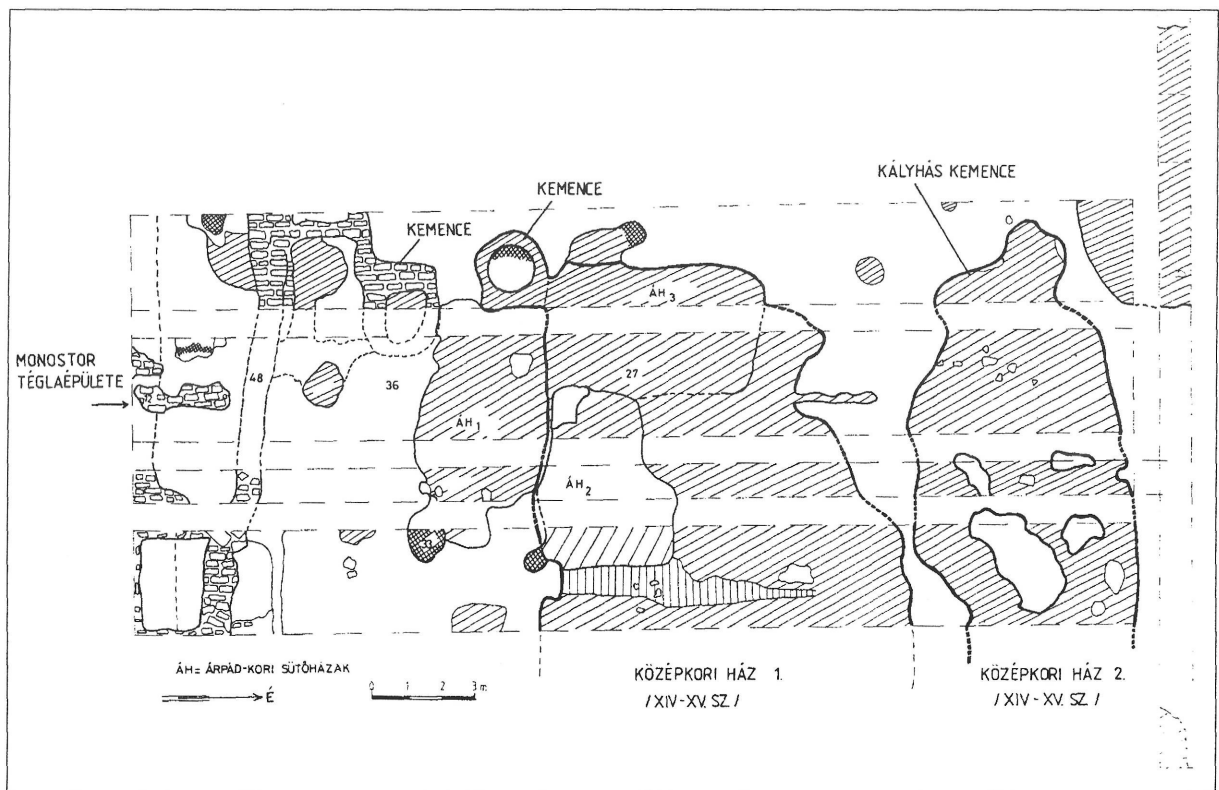 KÁLYHÁS KEMENCE
KEMENCE
KEMENCE
ÁH3
MONOSTOR
TÉGLAÉPÜLETE
48
36
27
ÁH1
ÁH2
ÁH= ÁRPÁD-KORI SÜTŐHÁZAK
É
0 1 2 3 m
KÖZÉPKORI HÁZ 1.
/XIV-XV. SZ./
KÖZÉPKORI HÁZ 2.
/XIV-XV. SZ./